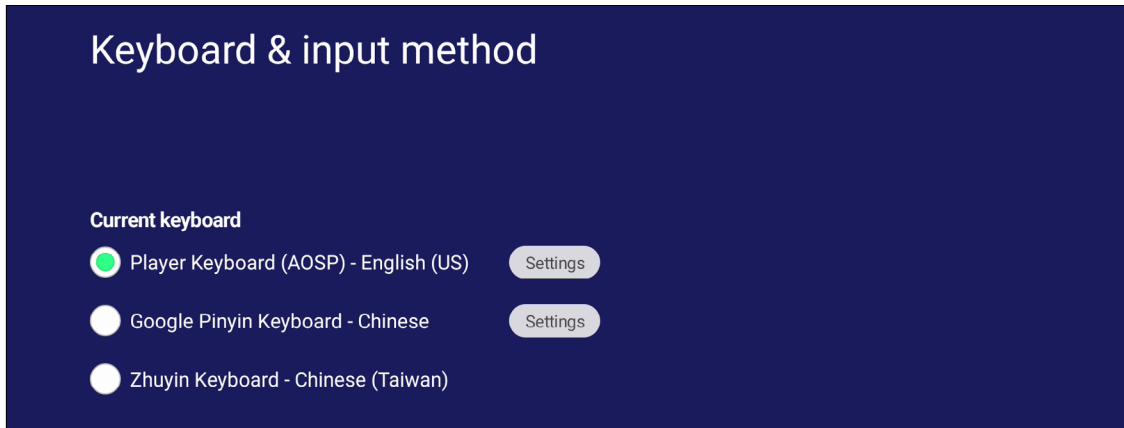 Keyboard & input method
Current keyboard
Player Keyboard (AOSP) - English (US) Settings
Google Pinyin Keyboard - Chinese Settings
Zhuyin Keyboard - Chinese (Taiwan)